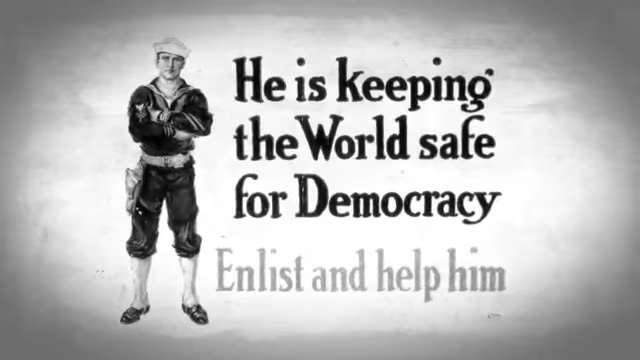 He is keeping
the World safe
for Democracy
Enlist and help him